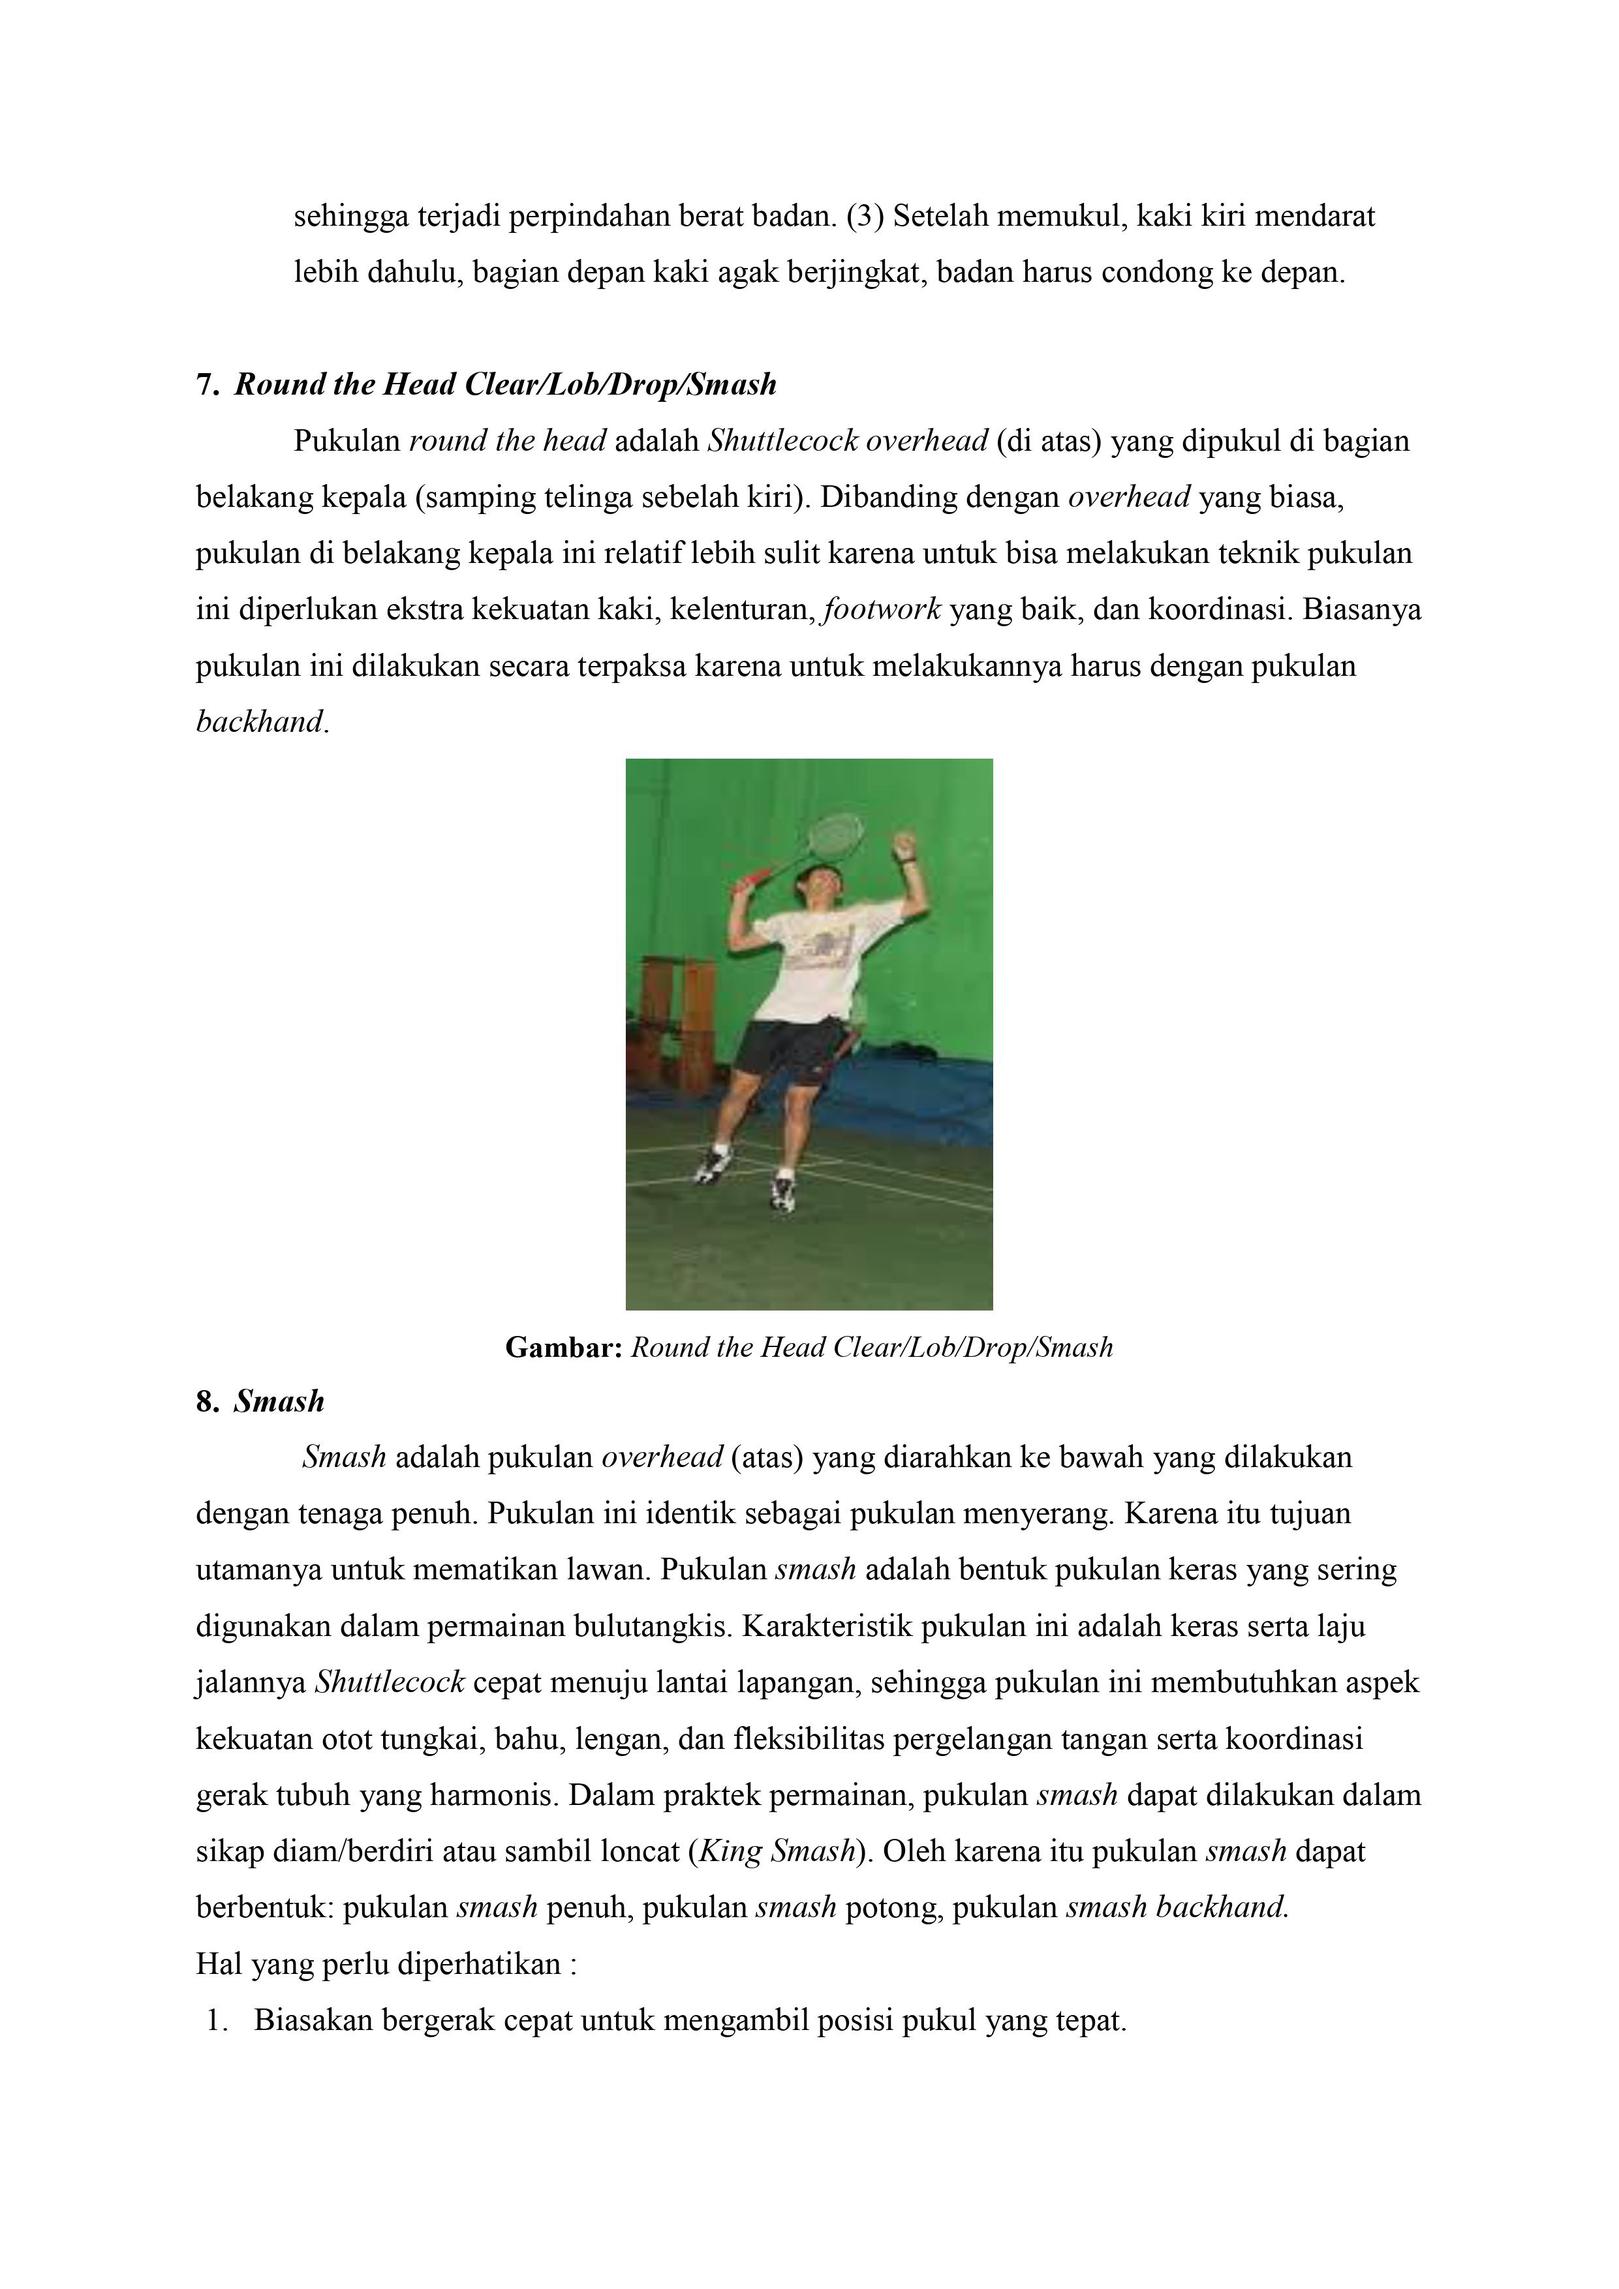 sehingga terjadi perpindahan berat badan. (3) Setelah memukul, kaki kiri mendarat
lebih dahulu, bagian depan kaki agak berjingkat, badan harus condong ke depan.
7. Round the Head Clear/Lob/Drop/Smash
Pukulan round the head adalah Shuttlecock overhead (di atas) yang dipukul di bagian
belakang kepala (samping telinga sebelah kiri). Dibanding dengan overhead yang biasa,
pukulan di belakang kepala ini relatif lebih sulit karena untuk bisa melakukan teknik pukulan
ini diperlukan ekstra kekuatan kaki, kelenturan, footwork yang baik, dan koordinasi. Biasanya
pukulan ini dilakukan secara terpaksa karena untuk melakukannya harus dengan pukulan
backhand.
Gambar: Round the Head Clear/Lob/Drop/Smash
8. Smash
Smash adalah pukulan overhead (atas) yang diarahkan ke bawah yang dilakukan
dengan tenaga penuh. Pukulan ini identik sebagai pukulan menyerang. Karena itu tujuan
utamanya untuk mematikan lawan. Pukulan smash adalah bentuk pukulan keras yang sering
digunakan dalam permainan bulutangkis. Karakteristik pukulan ini adalah keras serta laju
jalannya Shuttlecock cepat menuju lantai lapangan, sehingga pukulan ini membutuhkan aspek
kekuatan otot tungkai, bahu, lengan, dan fleksibilitas pergelangan tangan serta koordinasi
gerak tubuh yang harmonis. Dalam praktek permainan, pukulan smash dapat dilakukan dalam
sikap diam/berdiri atau sambil loncat (King Smash). Oleh karena itu pukulan smash dapat
berbentuk: pukulan smash penuh, pukulan smash potong, pukulan smash backhand.
Hal yang perlu diperhatikan :
1. Biasakan bergerak cepat untuk mengambil posisi pukul yang tepat.